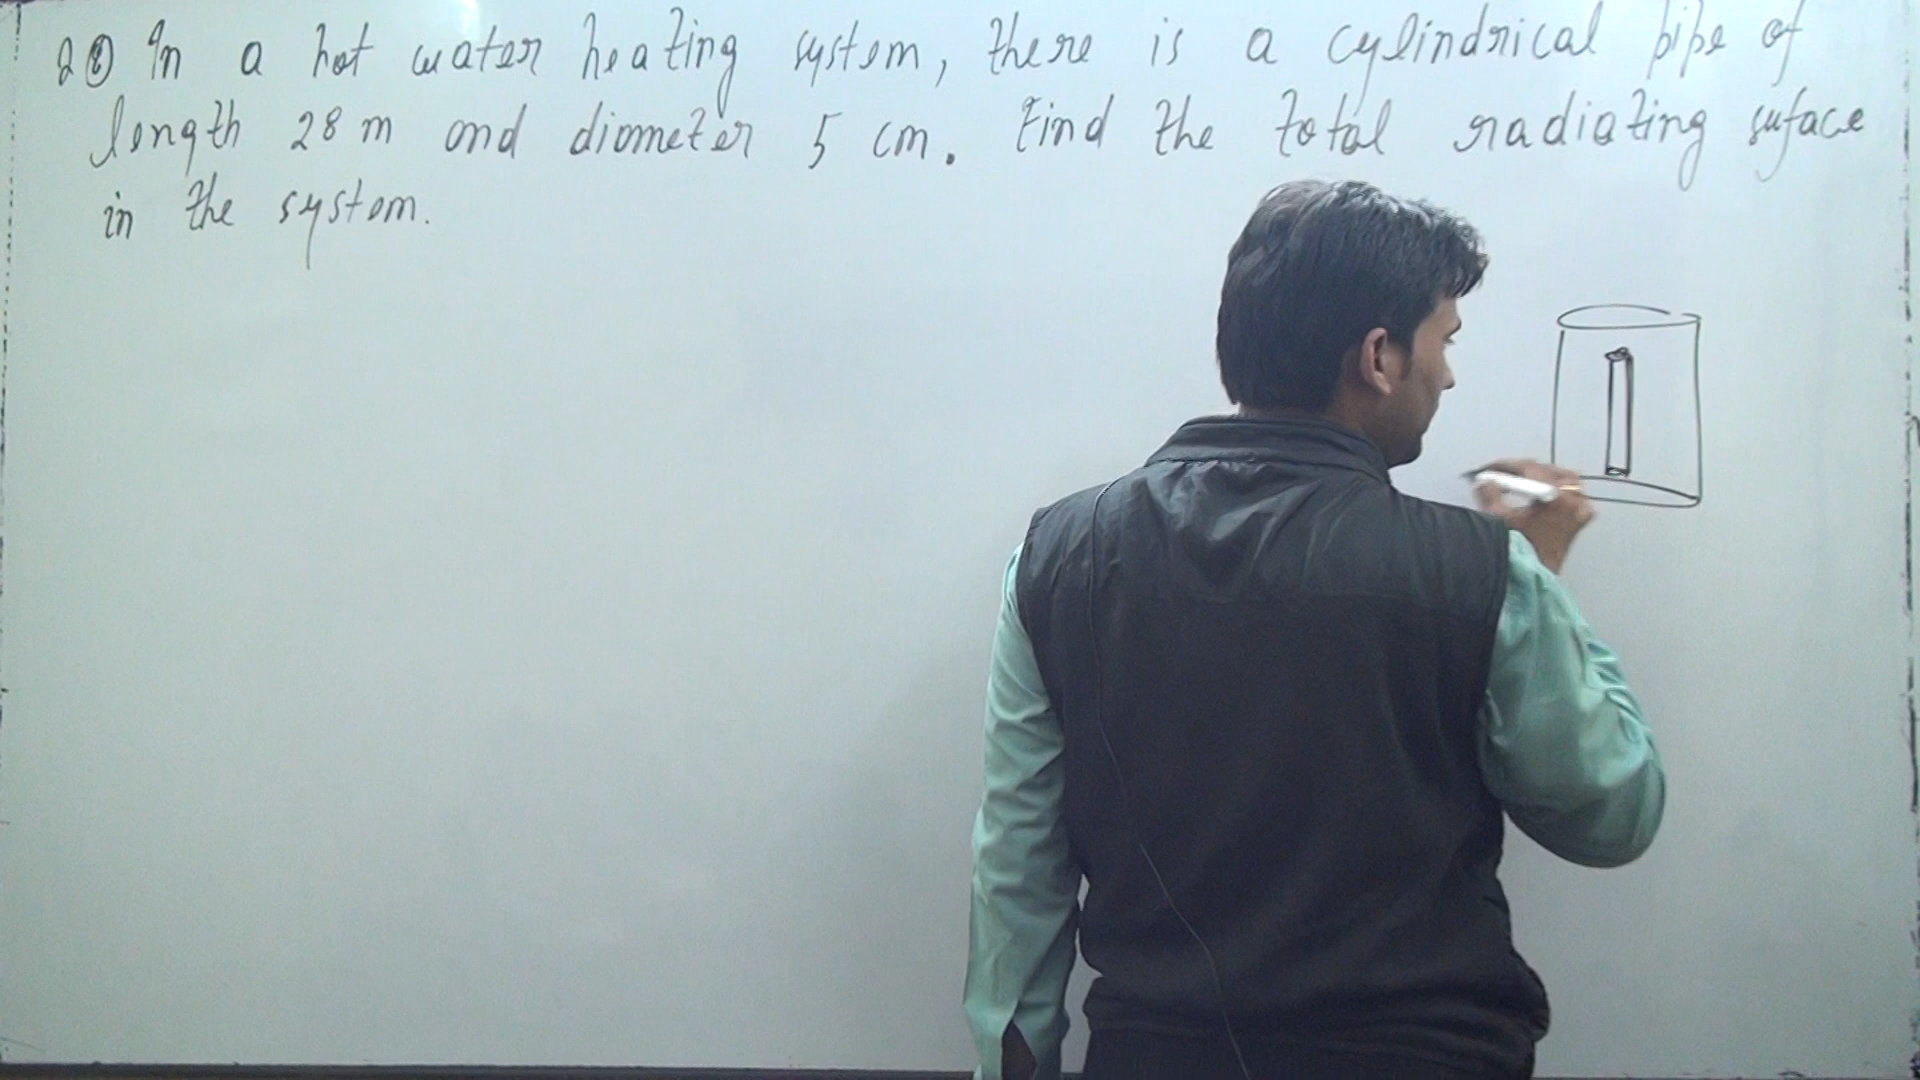 28 In a hot water heating system, there is a cylindrical pipe of
length 28 m and diameter 5 cm. Find the total radiating suface
in the system.